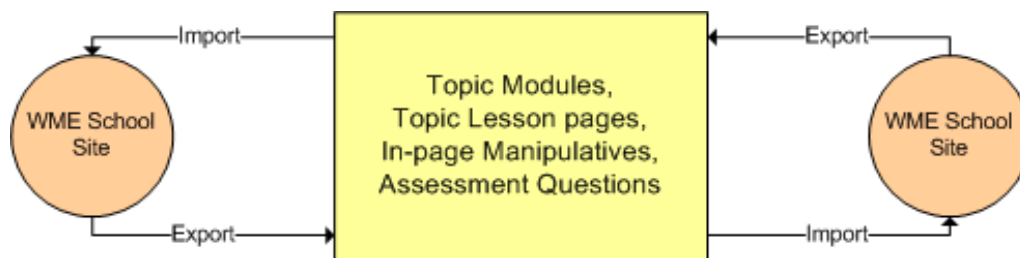 Import
Export
WME School
Site
Topic Modules,
Topic Lesson pages,
In-page Manipulatives,
Assessment Questions
WME School
Site
Export
Import